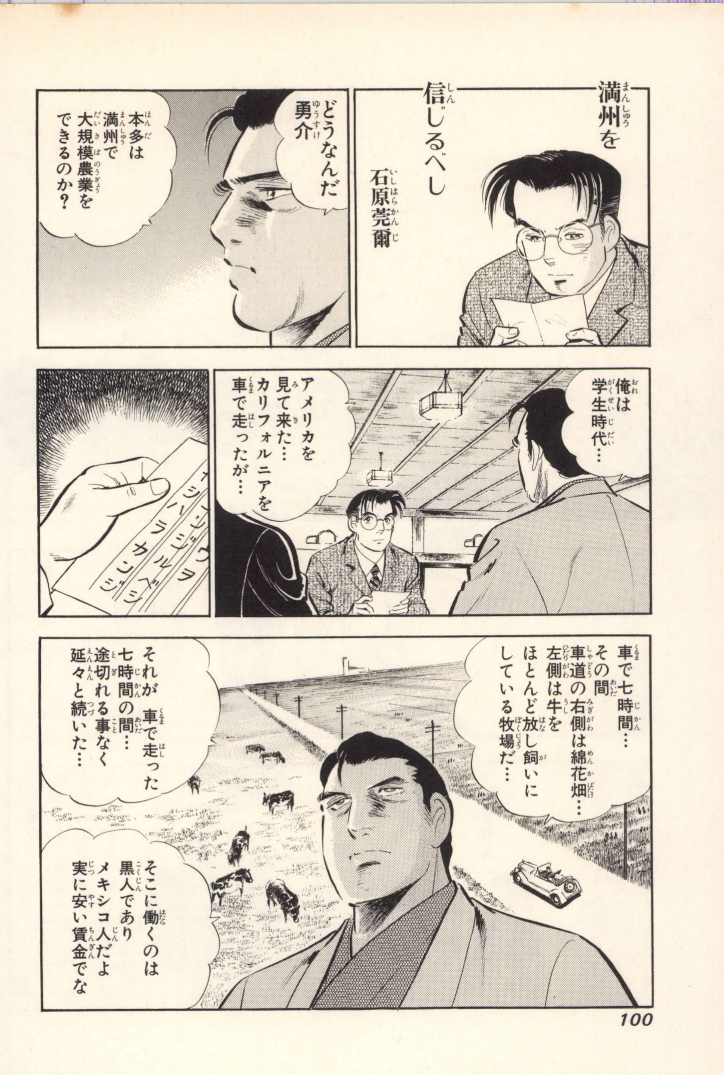 満州を
信じるべし
石原莞爾
どうなんだ
勇介
本多は
満州で
大規模農業を
できるのか?
俺は
学生時代…
アメリカを
見て来た…
カリフォルニアを
車で走ったが…
ウヲ
ンジルベシ
イシハラカンジ
車で七時間…
その間
車道の右側は綿花畑…
左側は牛を
ほとんど放し飼いに
している牧場だ…
それが 車で走った
七時間の間…
途切れる事なく
延々と続いた…
そこに働くのは
黒人であり
メキシコ人だよ
実に安い賃金でな
100